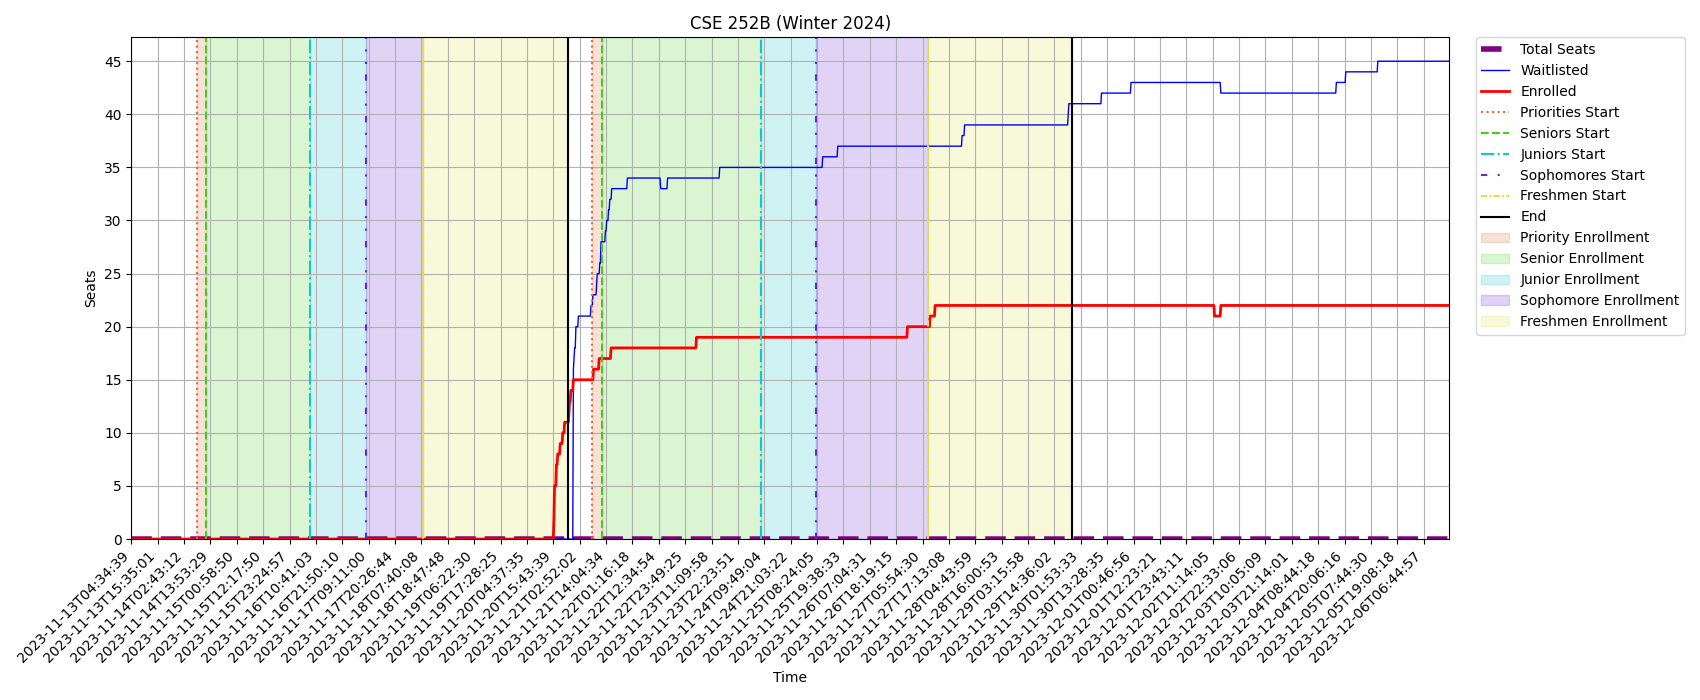 CSE 252B (Winter 2024)
Seats
45
40
35
30
25
20
15
10
5
0
2023-11-13T04:34:39
2023-11-13T15:35:01
2023-11-14T02:43:12
2023-11-14T13:53:29
2023-11-15T00:58:50
2023-11-15T12:17:50
2023-11-15T23:24:57
2023-11-16T10:41:03
2023-11-16T21:50:10
2023-11-17T09:11:00
2023-11-17T20:26:44
2023-11-18T07:40:08
2023-11-18T18:47:48
2023-11-19T06:22:30
2023-11-19T17:28:25
2023-11-20T04:37:35
2023-11-20T15:43:39
2023-11-21T02:52:02
2023-11-21T14:04:34
2023-11-22T01:16:18
2023-11-22T12:34:54
2023-11-22T23:49:25
2023-11-23T11:09:58
2023-11-23T22:23:51
2023-11-24T09:49:04
2023-11-24T21:03:22
2023-11-25T08:24:05
2023-11-25T19:38:33
2023-11-26T07:04:31
2023-11-26T18:19:15
2023-11-27T05:54:30
2023-11-27T17:13:08
2023-11-28T04:43:59
2023-11-28T16:00:53
2023-11-29T03:15:58
2023-11-29T14:36:02
2023-11-30T01:53:33
2023-11-30T13:28:35
2023-12-01T00:46:56
2023-12-01T12:23:21
2023-12-01T23:43:11
2023-12-02T11:14:05
2023-12-02T22:33:06
2023-12-03T10:05:09
2023-12-03T21:14:01
2023-12-04T08:44:18
2023-12-04T20:06:16
2023-12-05T07:44:30
2023-12-05T19:08:18
2023-12-06T06:44:57
Time
Total Seats
Waitlisted
Enrolled
Priorities Start
Seniors Start
Juniors Start
Sophomores Start
Freshmen Start
End
Priority Enrollment
Senior Enrollment
Junior Enrollment
Sophomore Enrollment
Freshmen Enrollment